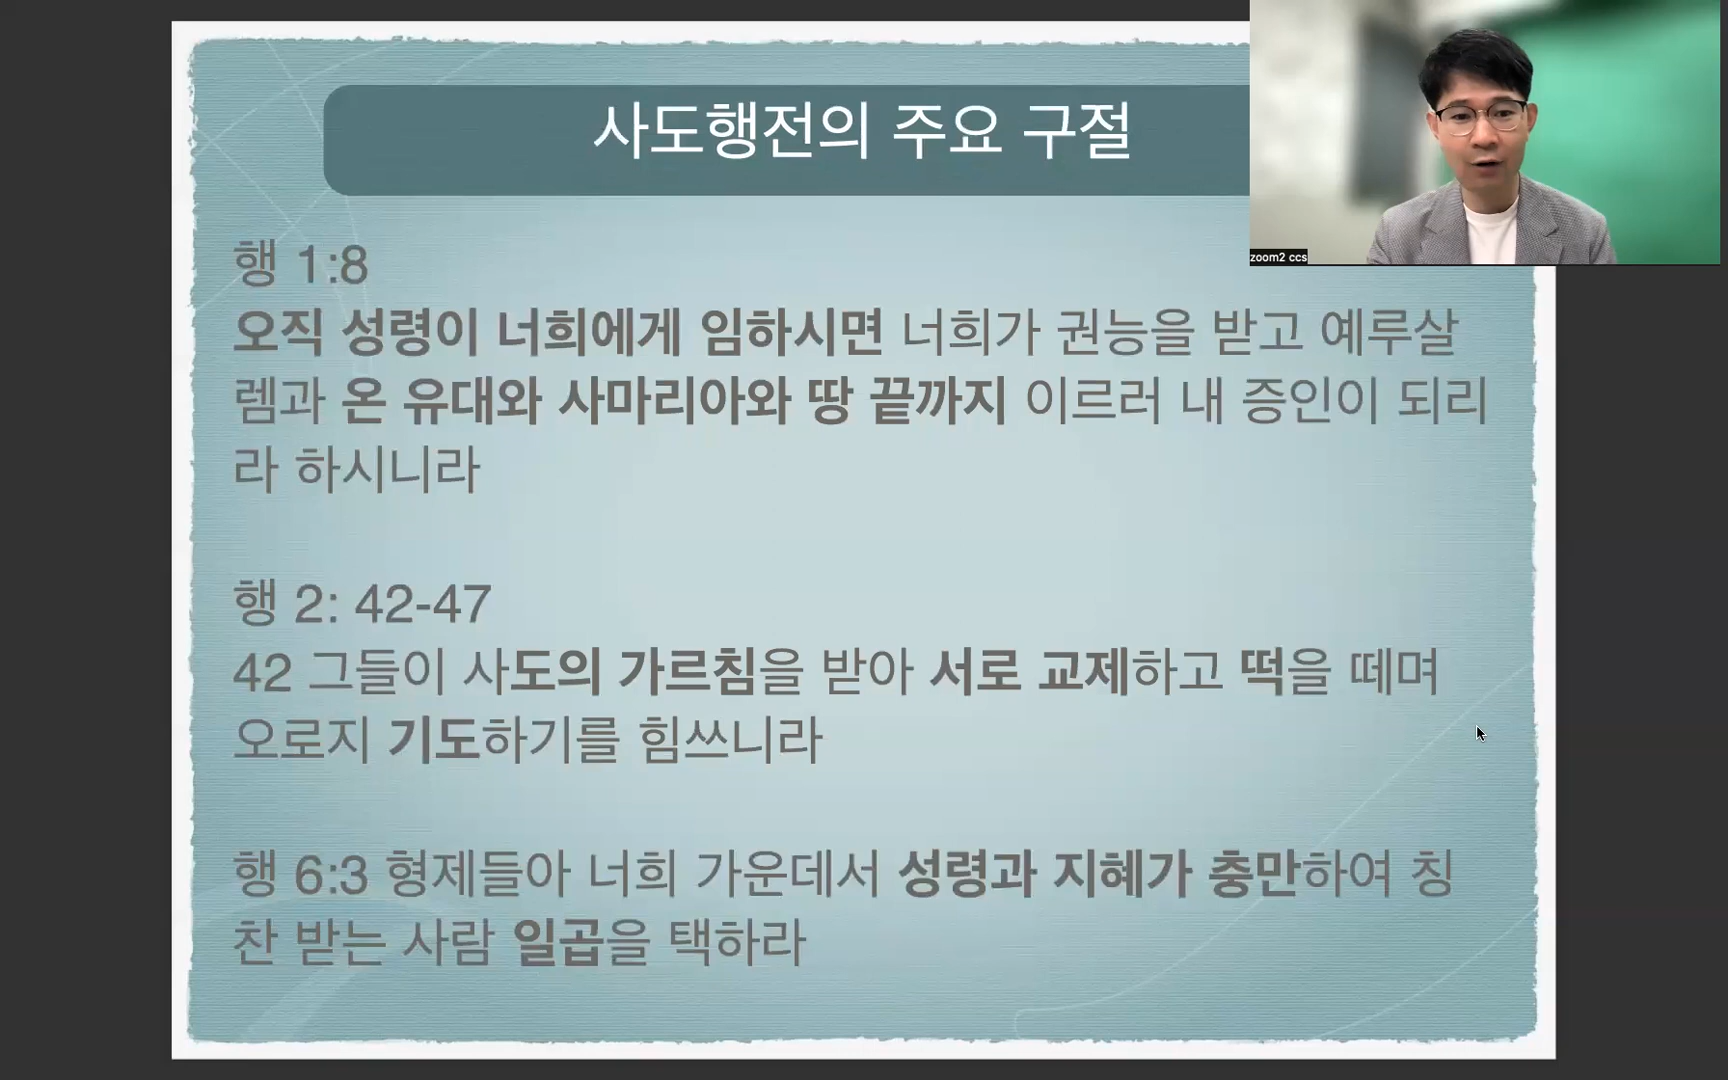 사도행전의 주요 구절
zoom2 ccs
행 1:8
오직 성령이 너희에게 임하시면 너희가 권능을 받고 예루살
렘과 온 유대와 사마리아와 땅 끝까지 이르러 내 증인이 되리
라 하시니라
행 2: 42-47
42 그들이 사도의 가르침을 받아 서로 교제하고 떡을 떼며
오로지 기도하기를 힘쓰니라
행 6:3 형제들아 너희 가운데서 성령과 지혜가 충만하여 칭
찬 받는 사람 일곱을 택하라